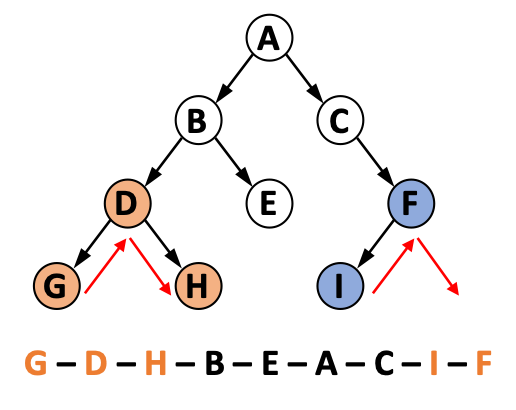 A
B C
D E F
G H I
G – D – H – B – E – A – C – I – F